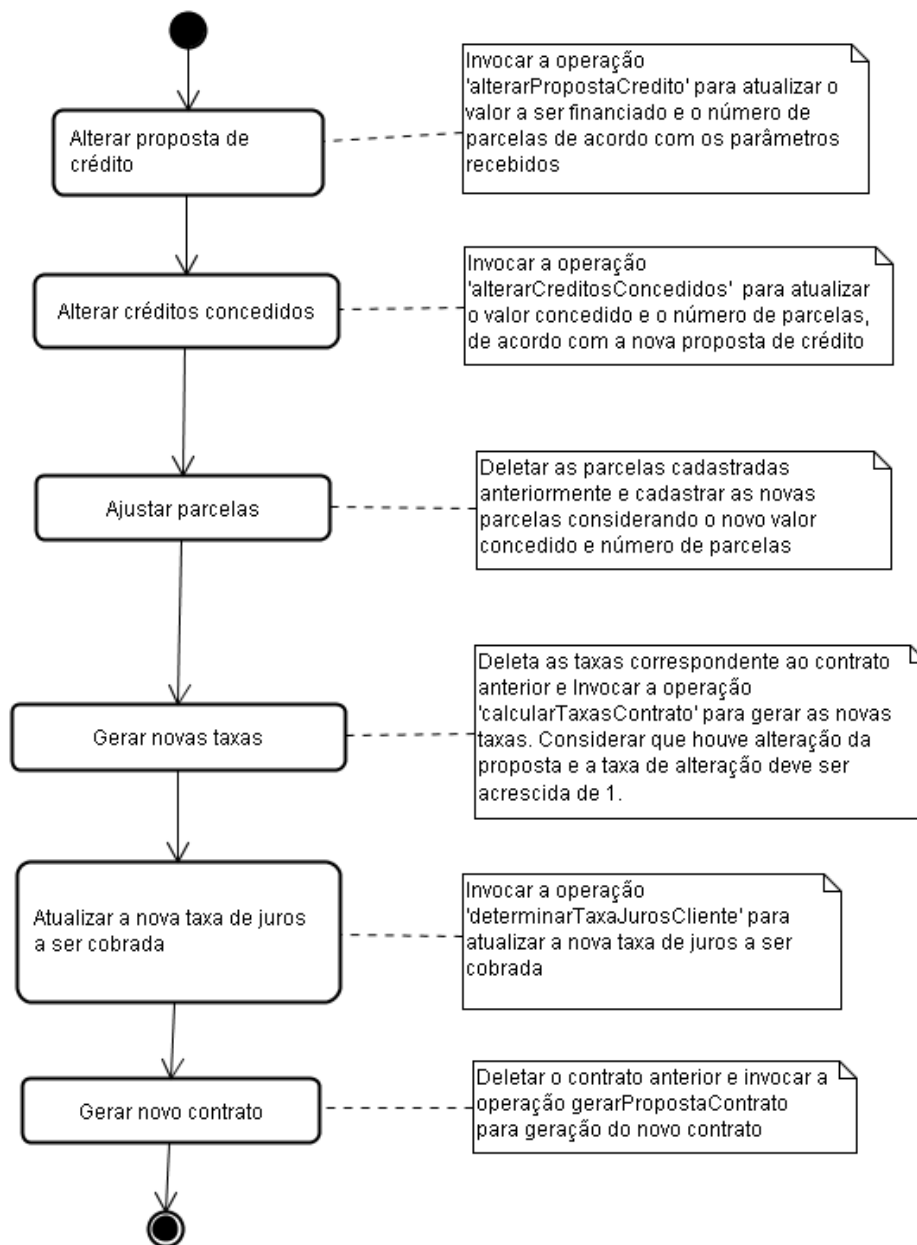 Invocar a operação
'alterarPropostaCredito' para atualizar o
valor a ser financiado e o número de
parcelas de acordo com os parâmetros
recebidos
Alterar proposta de
crédito
Invocar a operação
'alterarCreditosConcedidos' para atualizar
o valor concedido e o número de parcelas,
de acordo com a nova proposta de crédito
Alterar créditos concedidos
Deletar as parcelas cadastradas
anteriormente e cadastrar as novas
parcelas considerando o novo valor
concedido e número de parcelas
Ajustar parcelas
Deleta as taxas correspondente ao contrato
anterior e Invocar a operação
'calcularTaxasContrato' para gerar as novas
taxas. Considerar que houve alteração da
proposta e a taxa de alteração deve ser
acrescida de 1.
Gerar novas taxas
Invocar a operação
'determinarTaxaJurosCliente' para
atualizar a nova taxa de juros a ser
cobrada
Atualizar a nova taxa de juros
a ser cobrada
Deletar o contrato anterior e invocar a
operação gerarPropostaContrato
para geração do novo contrato
Gerar novo contrato